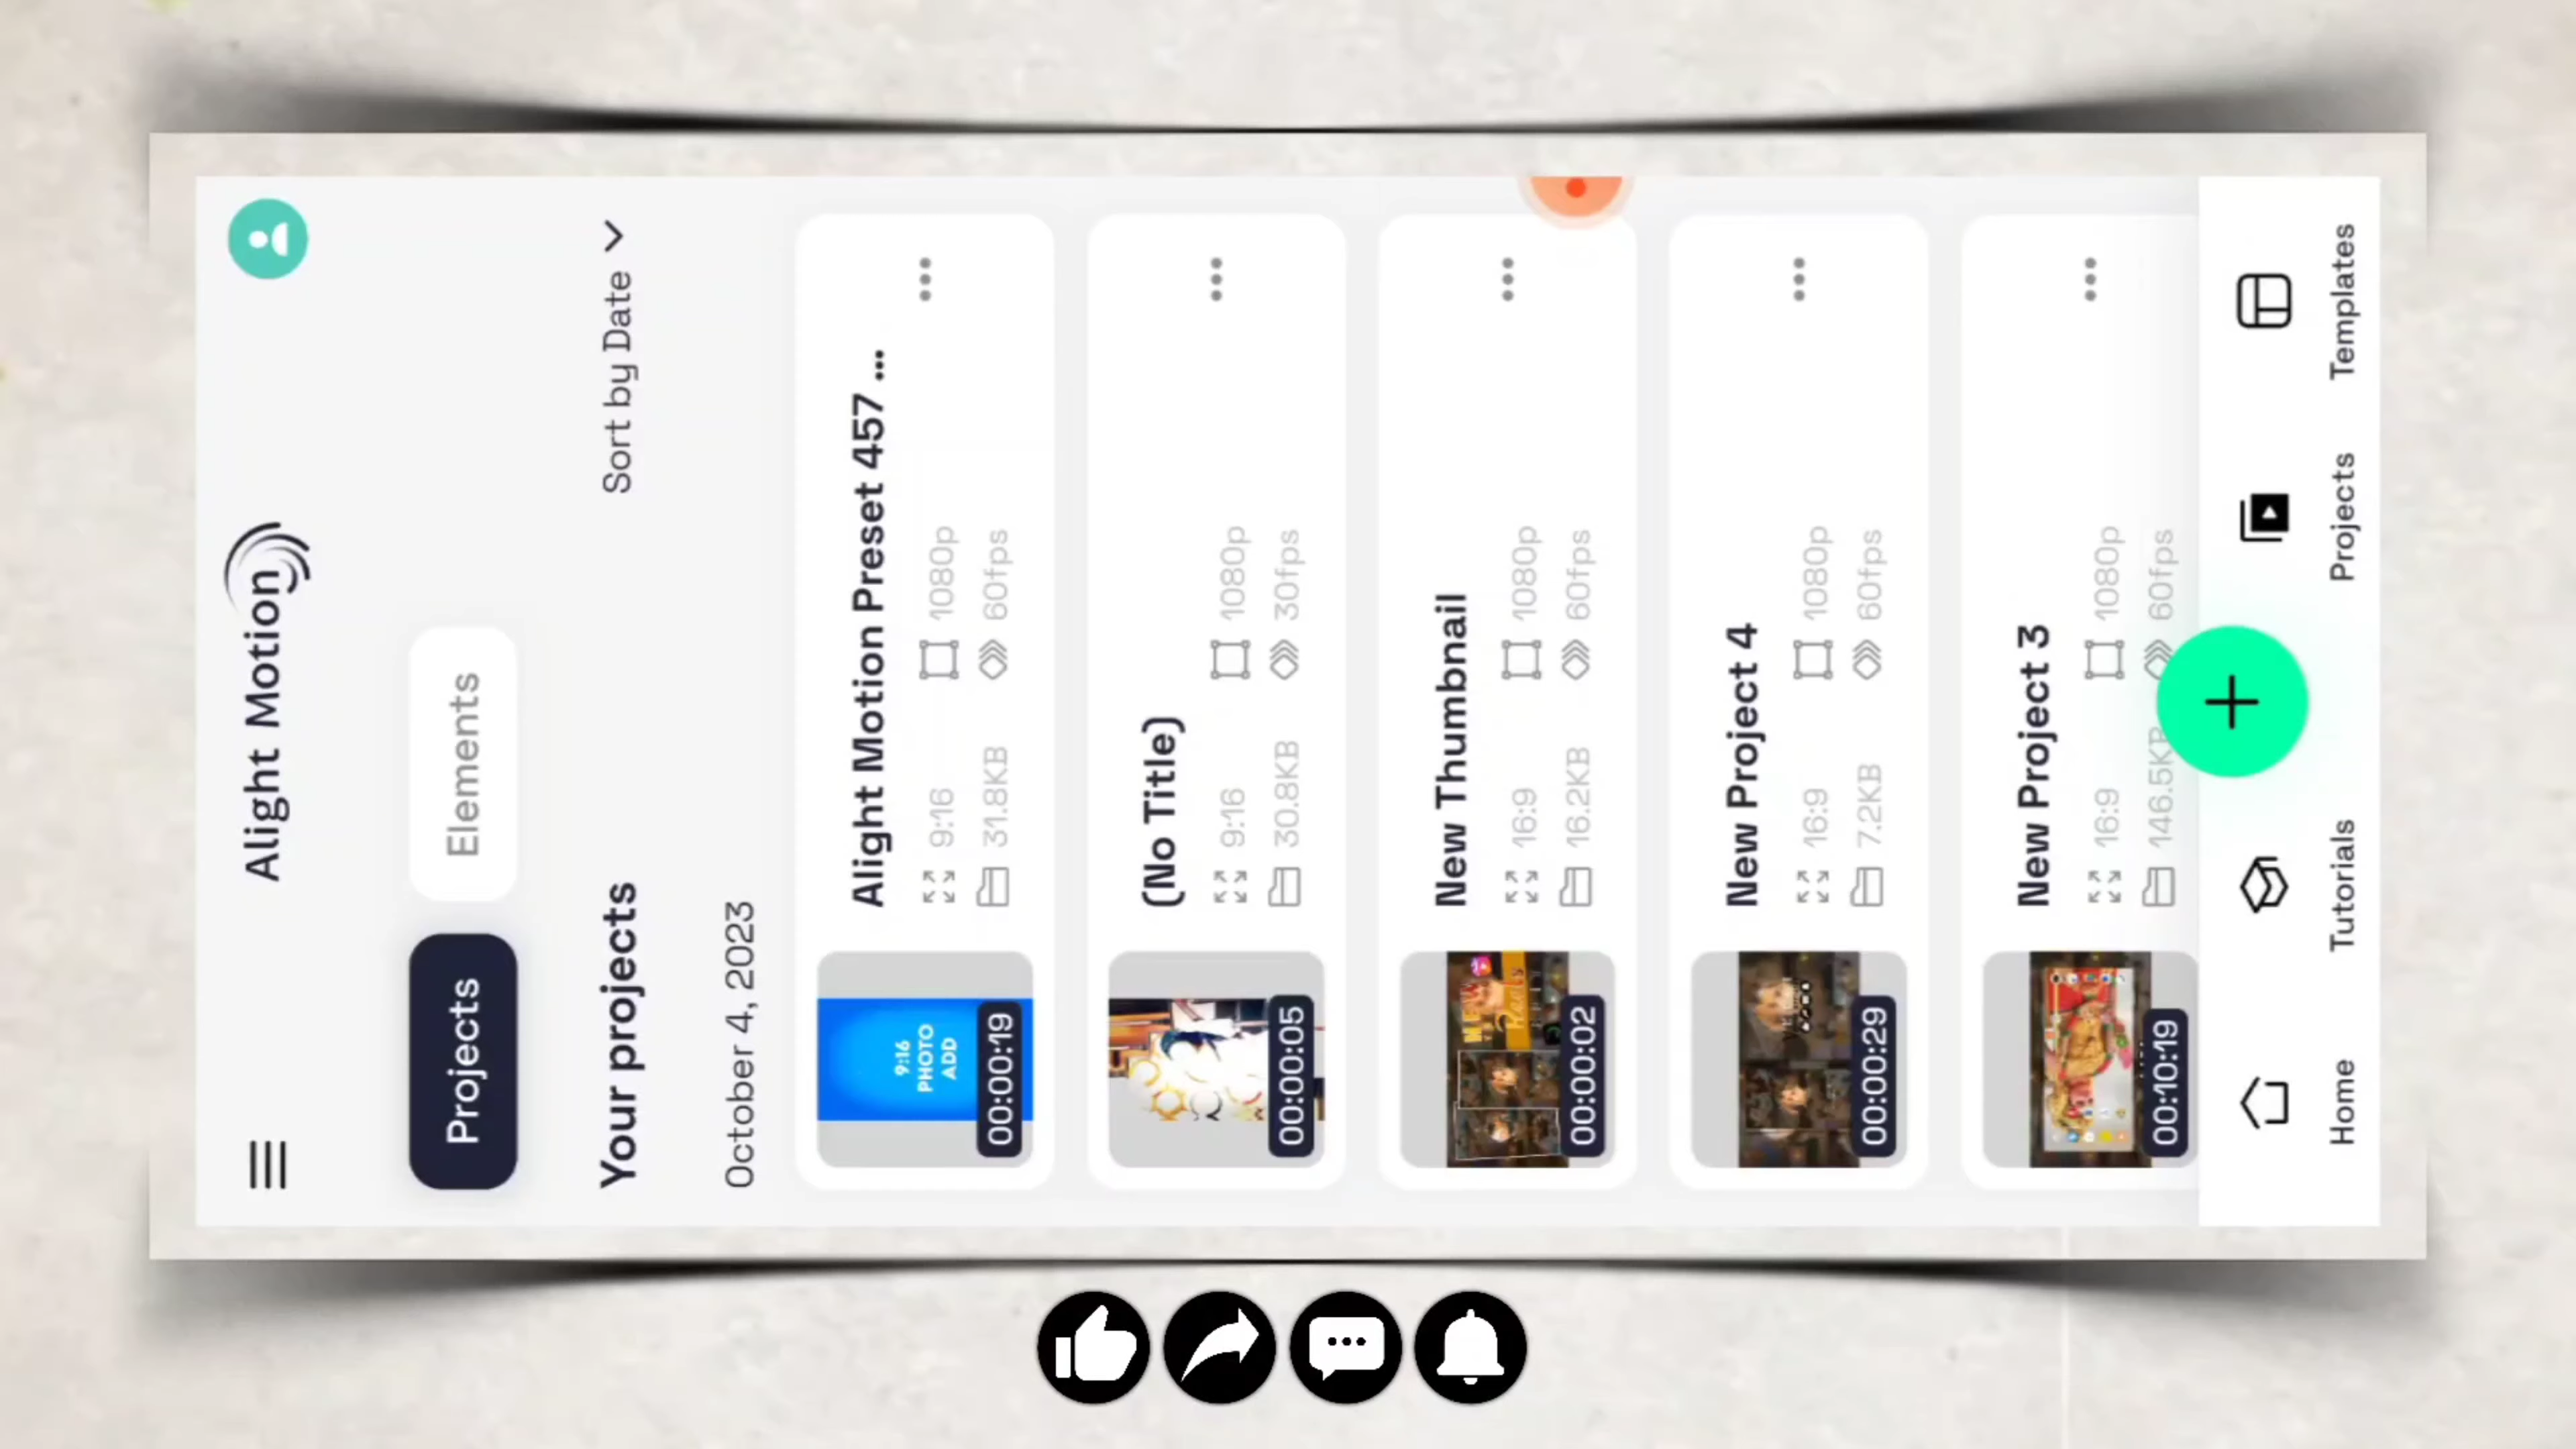 Alight Motion
Projects
Elements
Your projects
Sort by Date
October 4, 2023
Alight Motion Preset 457 ...
9:16
1080p
31.8KB
60fps
9:16
PHOTO
ADD
00:00:19
(No Title)
9:16
1080p
30.8KB
30fps
00:00:05
New Thumbnail
16:9
1080p
16.2KB
60fps
00:00:02
New Project 4
16:9
1080p
7.2KB
60fps
00:00:29
New Project 3
16:9
1080p
146.5KB
60fps
00:10:19
Home
Tutorials
Projects
Templates